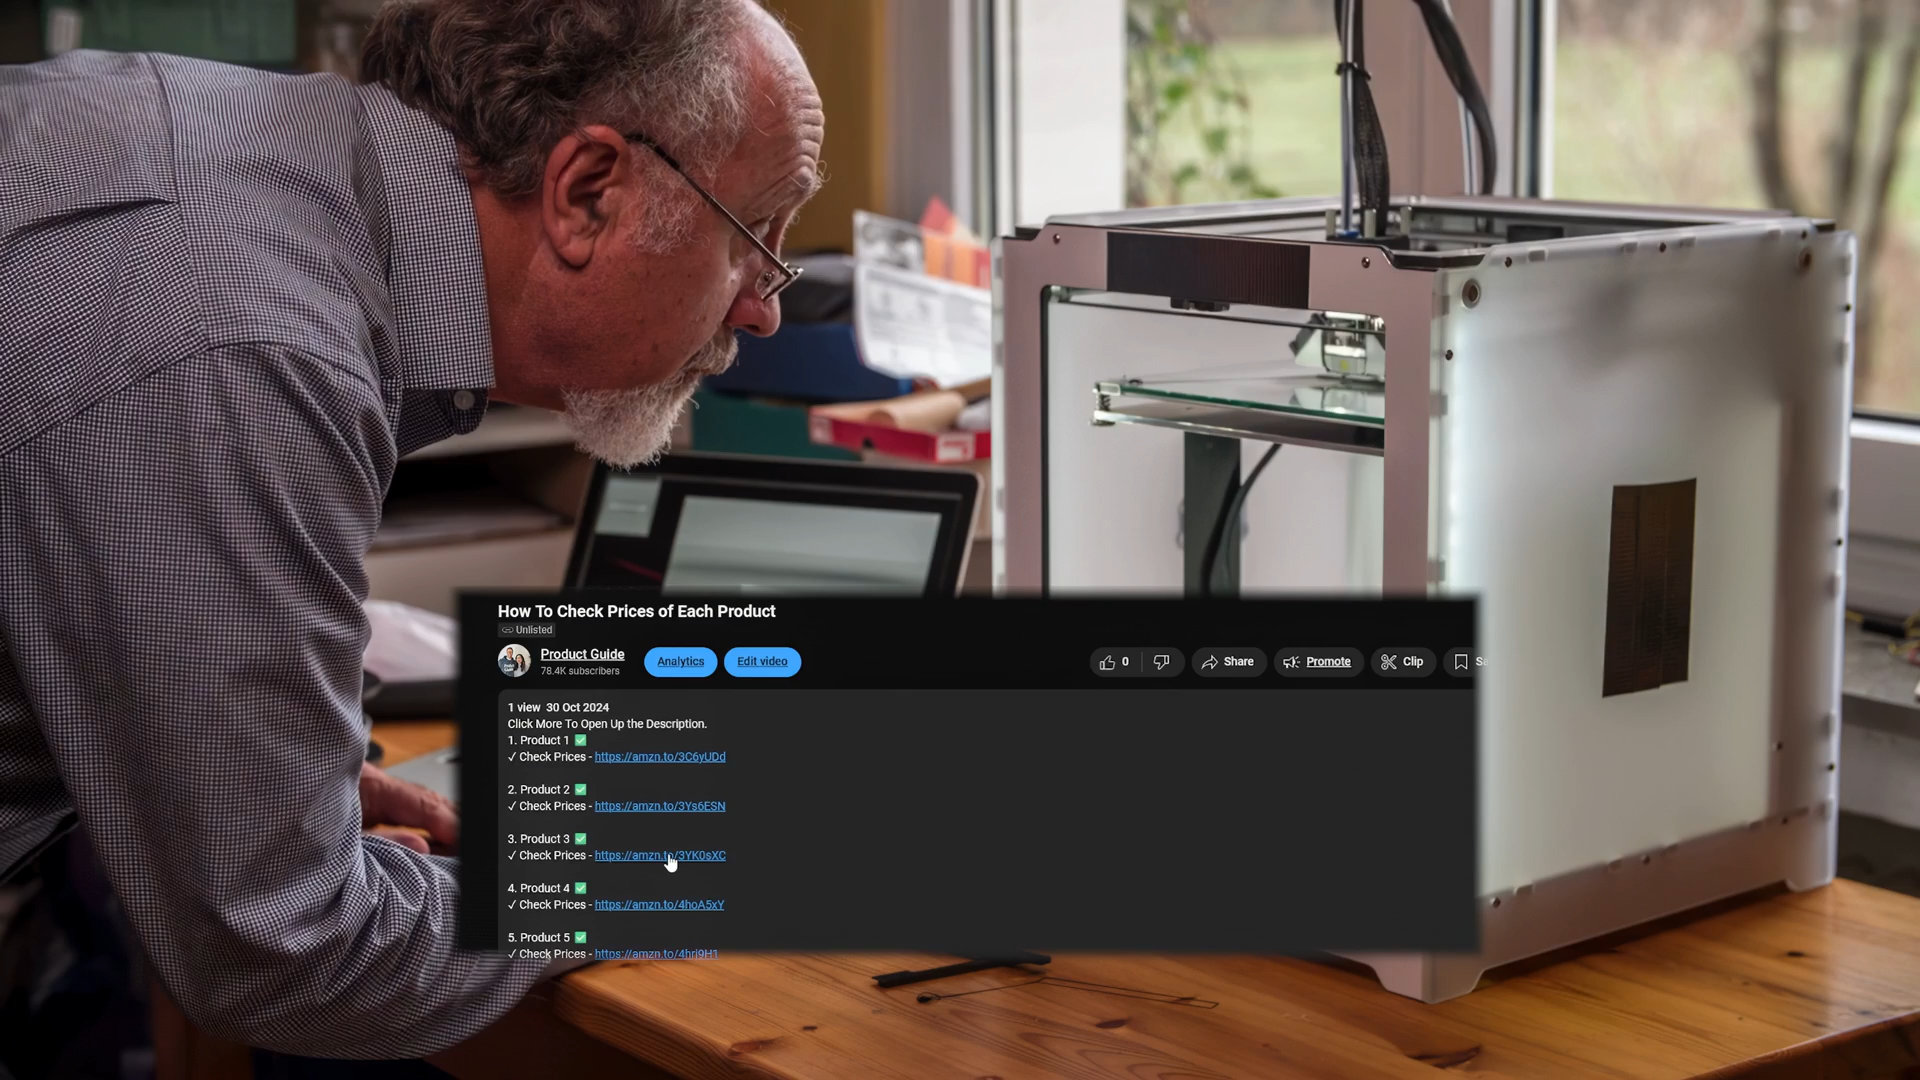 How To Check Prices of Each Product
Unlisted
Product Guide
78.4K subscribers
Analytics
Edit video
0
Share
Promote
Clip
1 view 30 Oct 2024
Click More To Open Up the Description.
1. Product 1 ✅
✓ Check Prices - https://amzn.to/3C6yUDd
2. Product 2 ✅
✓ Check Prices - https://amzn.to/3Ys6ESN
3. Product 3 ✅
✓ Check Prices - https://amzn.to/3YK0sXC
4. Product 4 ✅
✓ Check Prices - https://amzn.to/4hoA5xY
5. Product 5 ✅
✓ Check Prices - https://amzn.to/4hrj9H1